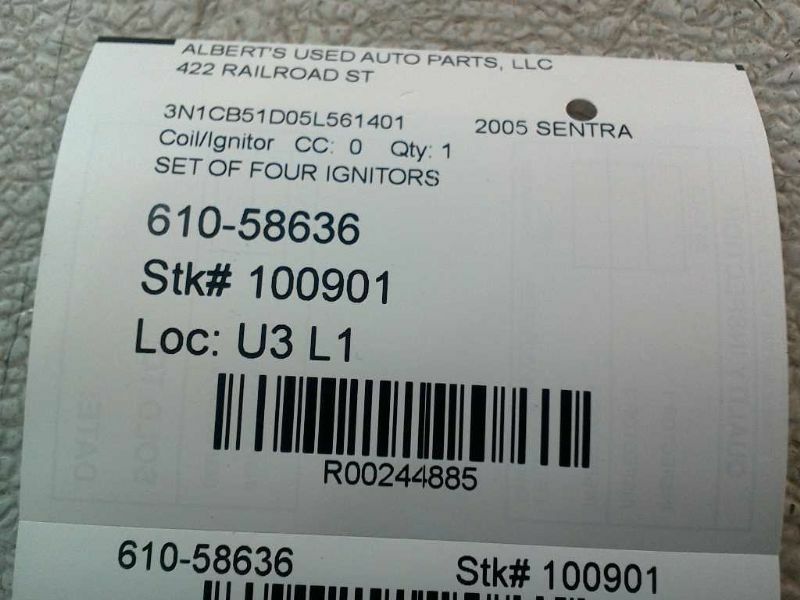 ALBERT'S USED AUTO PARTS, LLC
422 RAILROAD ST
3N1CB51D05L561401 2005 SENTRA
Coil/Ignitor CC: 0 Qty: 1
SET OF FOUR IGNITORS
610-58636
Stk# 100901
Loc: U3 L1
R00244885
610-58636 Stk# 100901